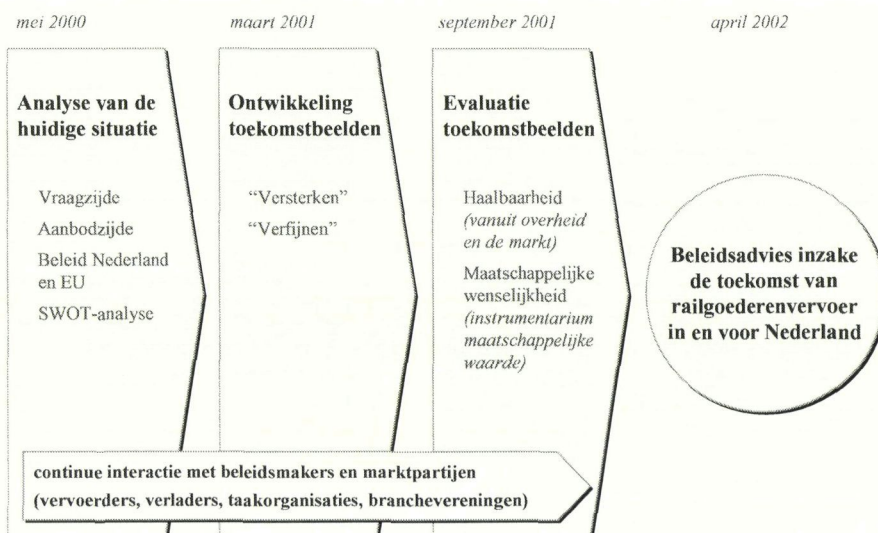 mei 2000
maart 2001
september 2001
april 2002
Analyse van de
huidige situatie
Vraagzijde
Aanbodzijde
Beleid Nederland
en EU
SWOT-analyse
Ontwikkeling
toekomstbeelden
“Versterken”
“Verfijnen”
Evaluatie
toekomstbeelden
Haalbaarheid
(vanuit overheid
en de markt)
Maatschappelijke
wenselijkheid
(instrumentarium
maatschappelijke
waarde)
Beleidsadvies inzake
de toekomst van
railgoederenvervoer
in en voor Nederland
continue interactie met beleidsmakers en marktpartijen
(vervoerders, verladers, taakorganisaties, branchevereningen)